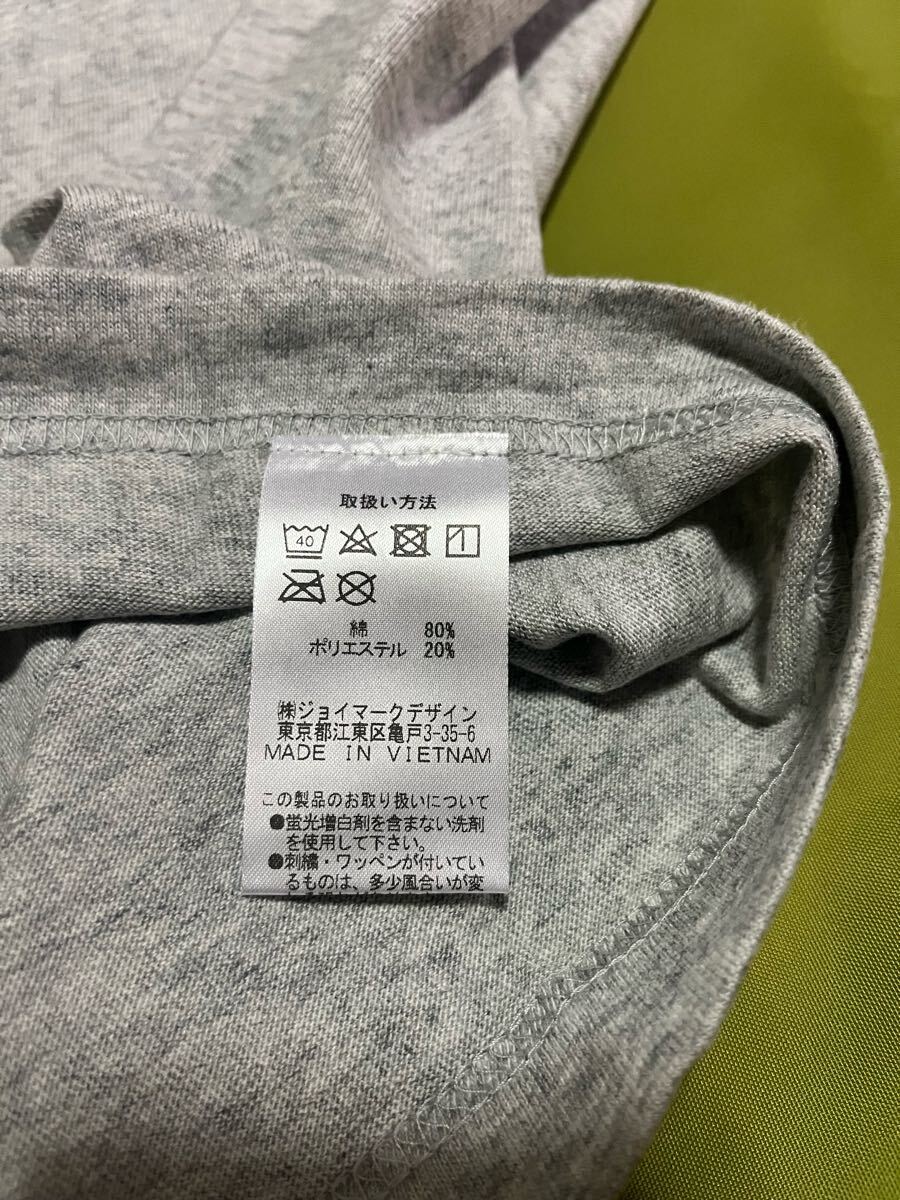 取扱い方法
40
綿 80%
ポリエステル 20%
㈱ジョイマークデザイン
東京都江東区亀戸3-35-6
MADE IN VIETNAM
この製品のお取り扱いについて
●蛍光増白剤を含まない洗剤
を使用して下さい。
●刺繍・ワッペンが付いてい
るものは、多少風合いが変